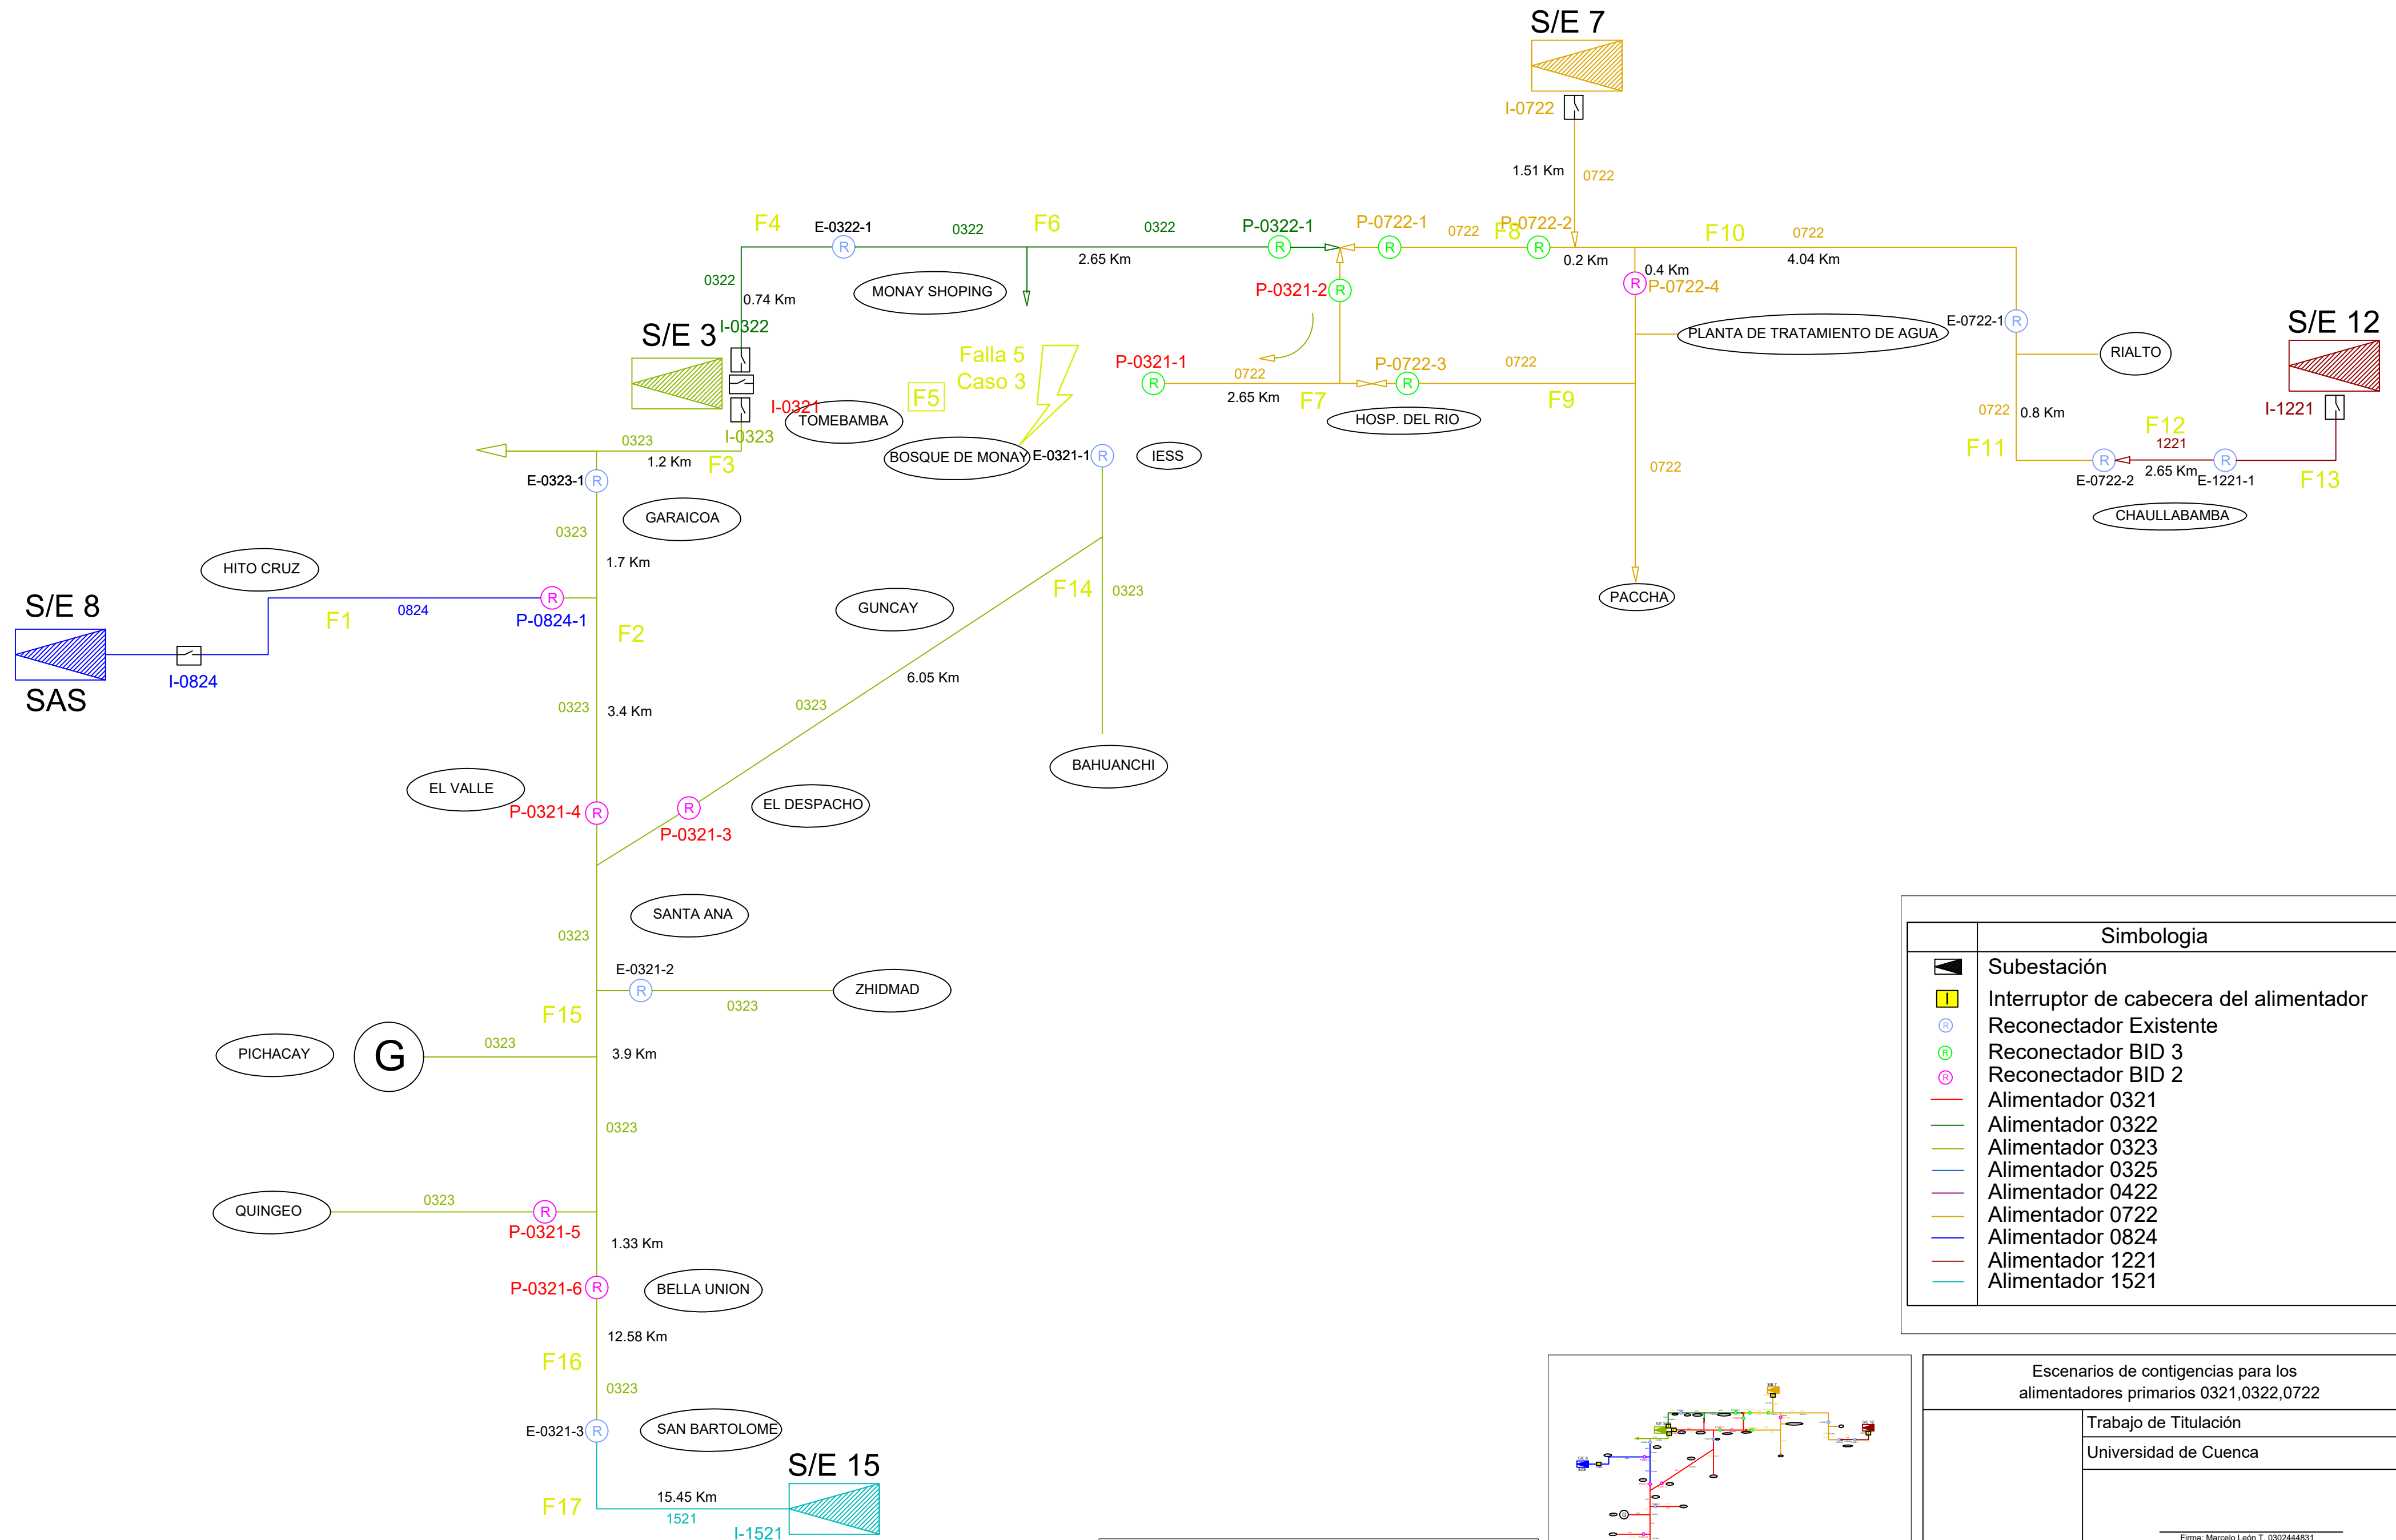 S/E 7
I-0722
1.51 Km
0722
F4
E-0322-1
R
0322
F6
0322
P-0322-1
R
P-0722-1
R
0722
F8
P-0722-2
R
F10
0722
2.65 Km
0.2 Km
0.4 Km
4.04 Km
0322
0.74 Km
MONAY SHOPING
P-0321-2
R
R
P-0722-4
S/E 3
I-0322
E-0722-1
R
S/E 12
PLANTA DE TRATAMIENTO DE AGUA
RIALTO
Falla 5
Caso 3
P-0321-1
R
0722
P-0722-3
R
0722
F5
2.65 Km
F7
F9
I-0321
TOMEBAMBA
HOSP. DEL RIO
0722
0.8 Km
I-1221
F12
I-0323
0323
1.2 Km
F3
BOSQUE DE MONAY
E-0321-1
R
IESS
F11
1221
R
2.65 Km
R
E-0722-2
E-1221-1
F13
0722
E-0323-1
R
GARAICOA
CHAULLABAMBA
0323
1.7 Km
HITO CRUZ
S/E 8
F1
0824
R
P-0824-1
F2
GUNCAY
F14
0323
PACCHA
I-0824
SAS
0323
3.4 Km
0323
6.05 Km
BAHUANCHI
EL VALLE
P-0321-4
R
R
P-0321-3
EL DESPACHO
SANTA ANA
0323
E-0321-2
R
0323
ZHIDMAD
F15
PICHACAY
G
0323
3.9 Km
0323
QUINGEO
0323
R
P-0321-5
1.33 Km
P-0321-6
R
BELLA UNION
12.58 Km
F16
0323
E-0321-3
R
SAN BARTOLOME
S/E 15
15.45 Km
F17
1521
I-1521
Simbologia
Subestación
I
Interruptor de cabecera del alimentador
R
Reconectador Existente
R
Reconectador BID 3
R
Reconectador BID 2
Alimentador 0321
Alimentador 0322
Alimentador 0323
Alimentador 0325
Alimentador 0422
Alimentador 0722
Alimentador 0824
Alimentador 1221
Alimentador 1521
Escenarios de contigencias para los
alimentadores primarios 0321,0322,0722
Trabajo de Titulación
Universidad de Cuenca
Firma: Marcelo León T. 0302444831